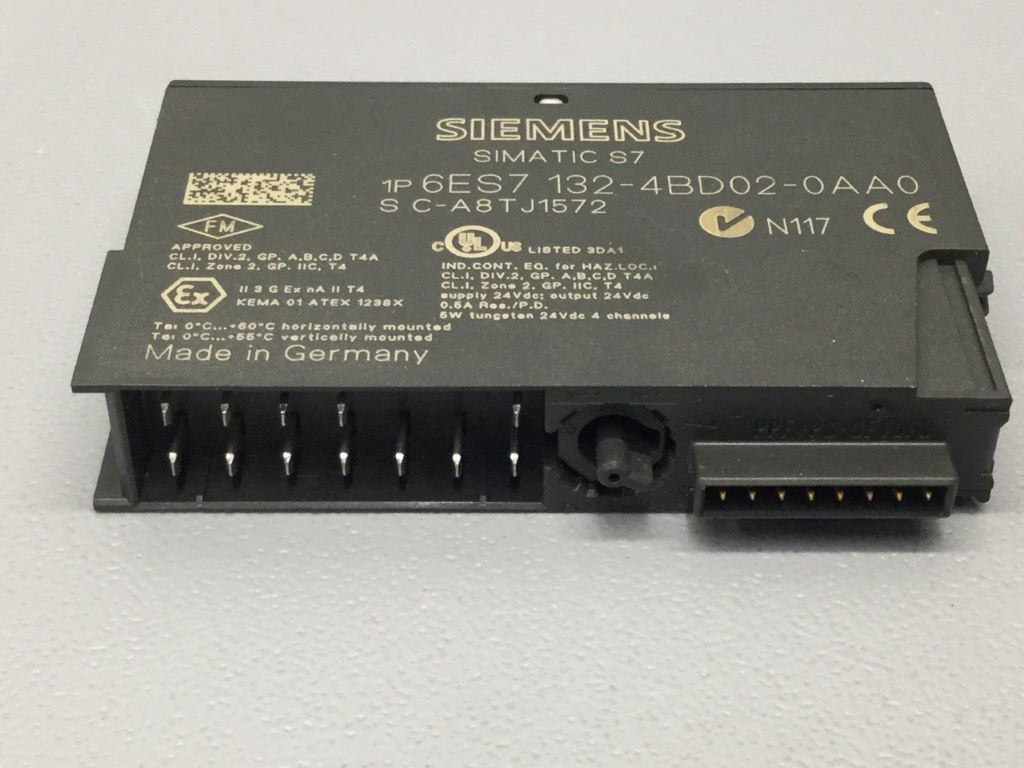 SIEMENS
SIMATIC S7
1P 6ES7 132-4BD02-0AA0
S C-A8TJ1572
N117 CE
FM
APPROVED
CL.I, DIV.2, GP. A,B,C,D T4A
CL.I, Zone 2, GP. IIC, T4
Ex
II 3 G Ex nA II T4
KEMA 01 ATEX 1238X
Ta: 0°C...+60°C horizontally mounted
Ta: 0°C...+55°C vertically mounted
Made in Germany
C UL US LISTED 3DA1
IND.CONT. EQ. for HAZ.LOC.:
CL.I, DIV.2, GP. A,B,C,D T4A
CL.I, Zone 2, GP. IIC, T4
supply 24Vdc; output 24Vdc
0.5A Res./P.D.
5W tungsten 24Vdc 4 channels